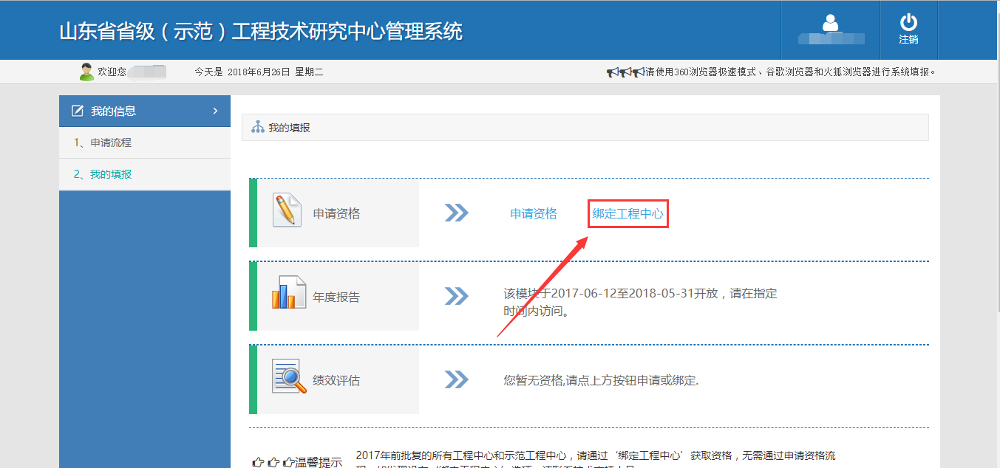 山东省省级（示范）工程技术研究中心管理系统
注销
欢迎您
今天是 2018年6月26日 星期二
请使用360浏览器极速模式、谷歌浏览器和火狐浏览器进行系统填报。
我的信息
1、申请流程
2、我的填报
我的填报
申请资格
申请资格
绑定工程中心
年度报告
该模块于2017-06-12至2018-05-31开放，请在指定
时间内访问。
绩效评估
您暂无资格,请点上方按钮申请或绑定.
温馨提示
2017年前批复的所有工程中心和示范工程中心，请通过‘绑定工程中心’获取资格，无需通过申请资格流